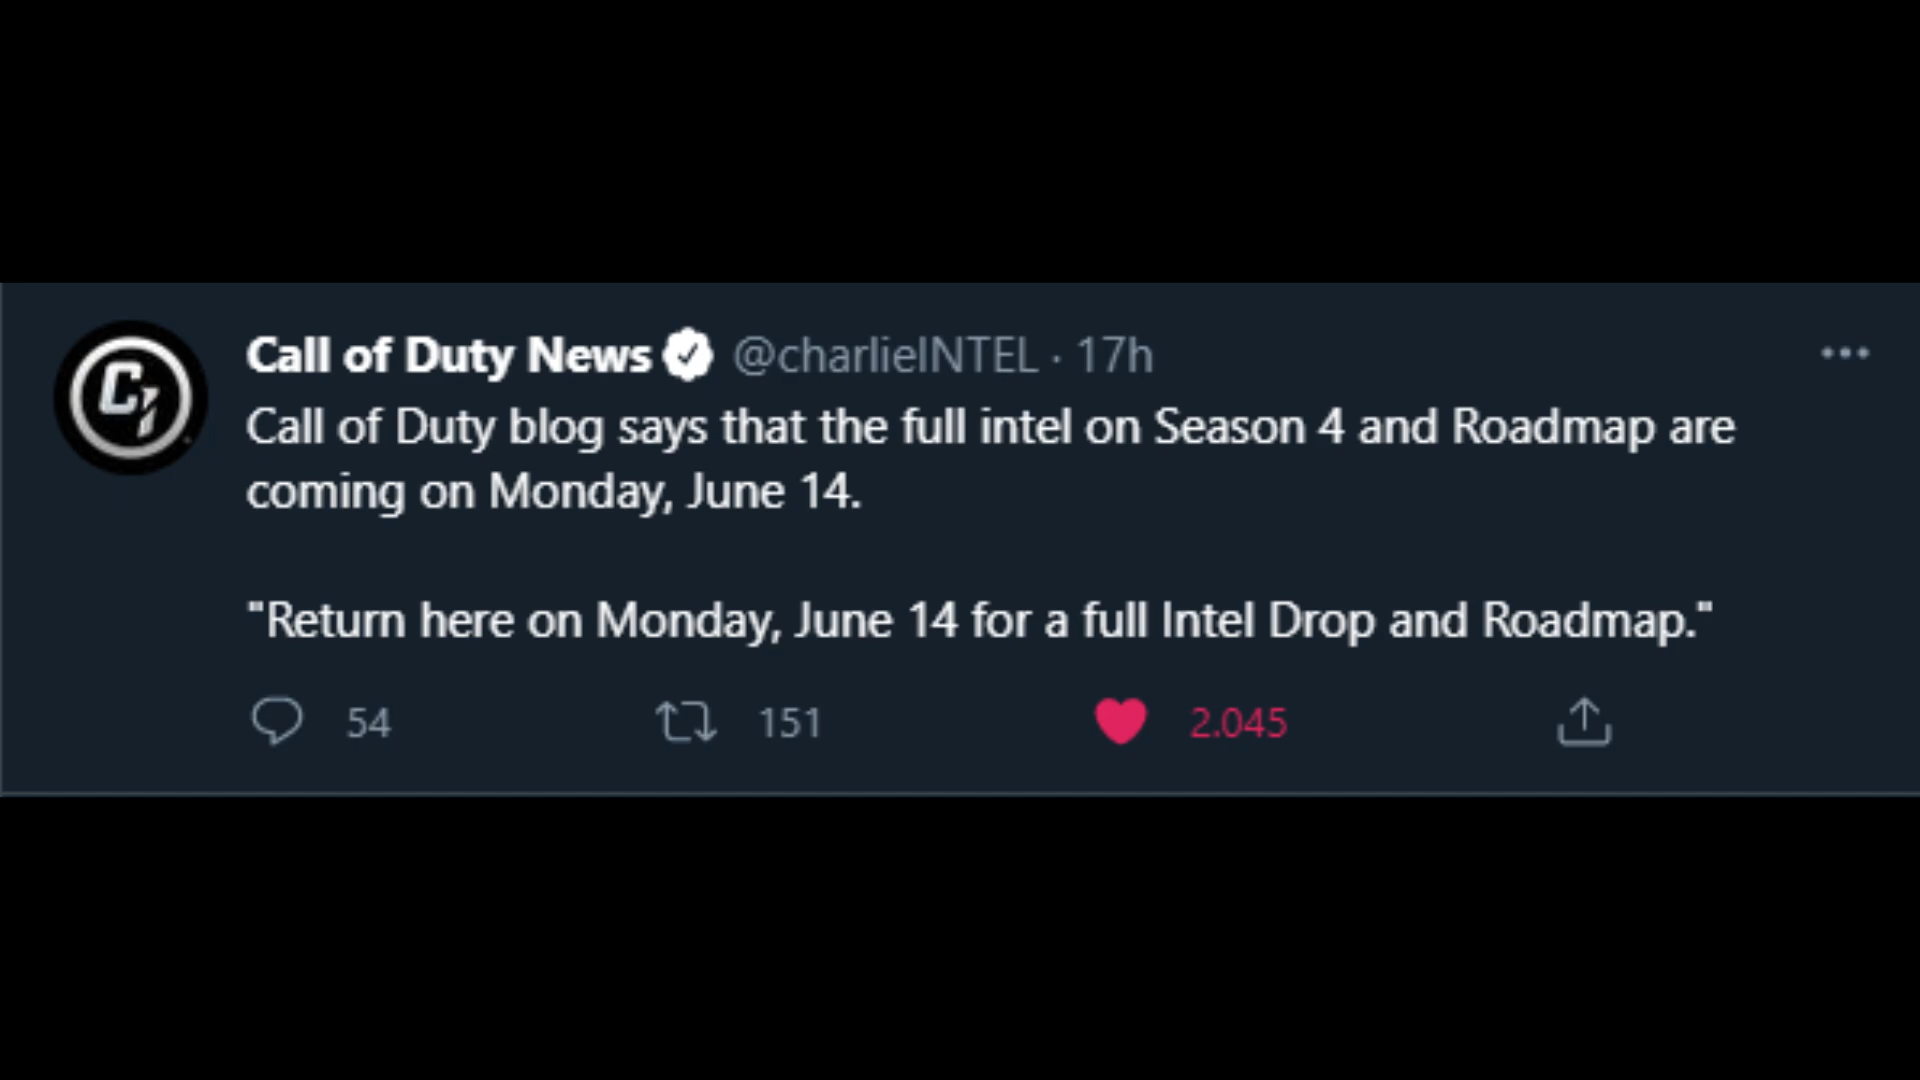 Call of Duty News @charlieINTEL · 17h
Call of Duty blog says that the full intel on Season 4 and Roadmap are
coming on Monday, June 14.
"Return here on Monday, June 14 for a full Intel Drop and Roadmap."
54 151 2.045